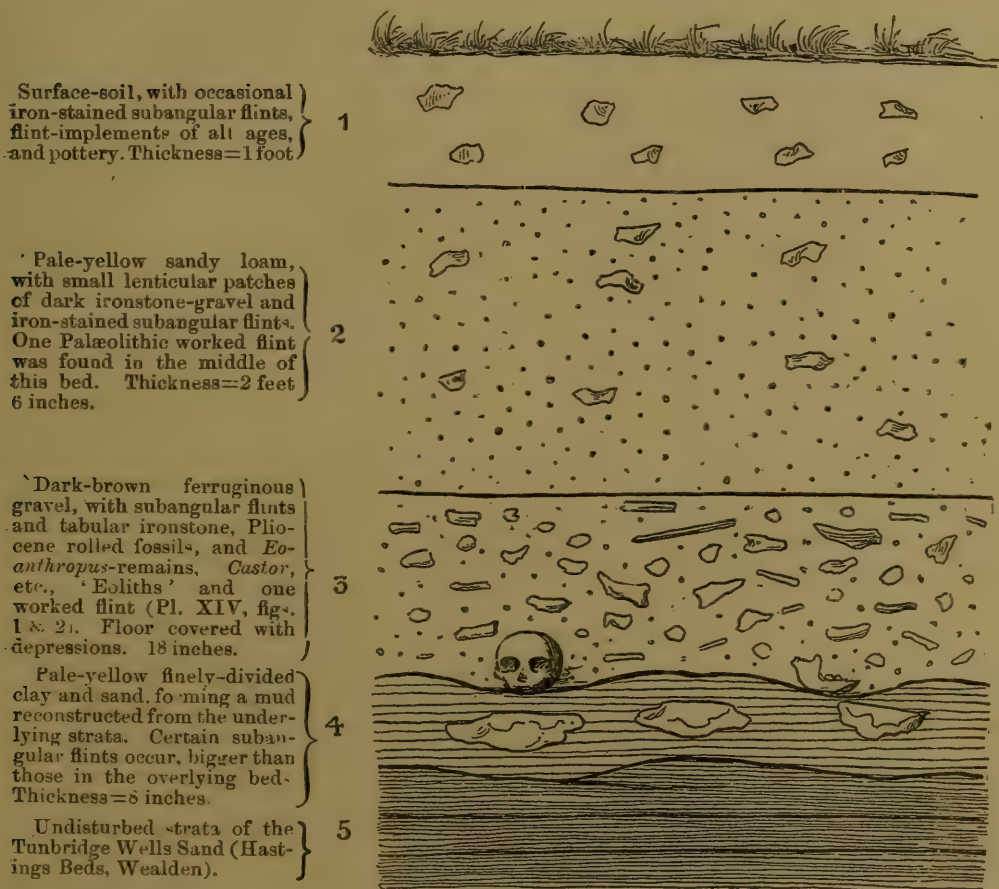 Surface-soil, with occasional
iron-stained subangular flints,
flint-implements of all ages,
and pottery. Thickness=1 foot
1
Pale-yellow sandy loam,
with small lenticular patches
of dark ironstone-gravel and
iron-stained subangular flints.
One Palæolithic worked flint
was found in the middle of
this bed. Thickness=2 feet
6 inches.
2
Dark-brown ferruginous
gravel, with subangular flints
and tabular ironstone, Plio-
cene rolled fossils, and Eo-
anthropus-remains, Castor,
etc., ‘Eoliths’ and one
worked flint (Pl. XIV, figs.
1 & 2). Floor covered with
depressions. 18 inches.
3
Pale-yellow finely-divided
clay and sand, forming a mud
reconstructed from the under-
lying strata. Certain suban-
gular flints occur, bigger than
those in the overlying bed.
Thickness=8 inches.
4
Undisturbed strata of the
Tunbridge Wells Sand (Hast-
ings Beds, Wealden).
5